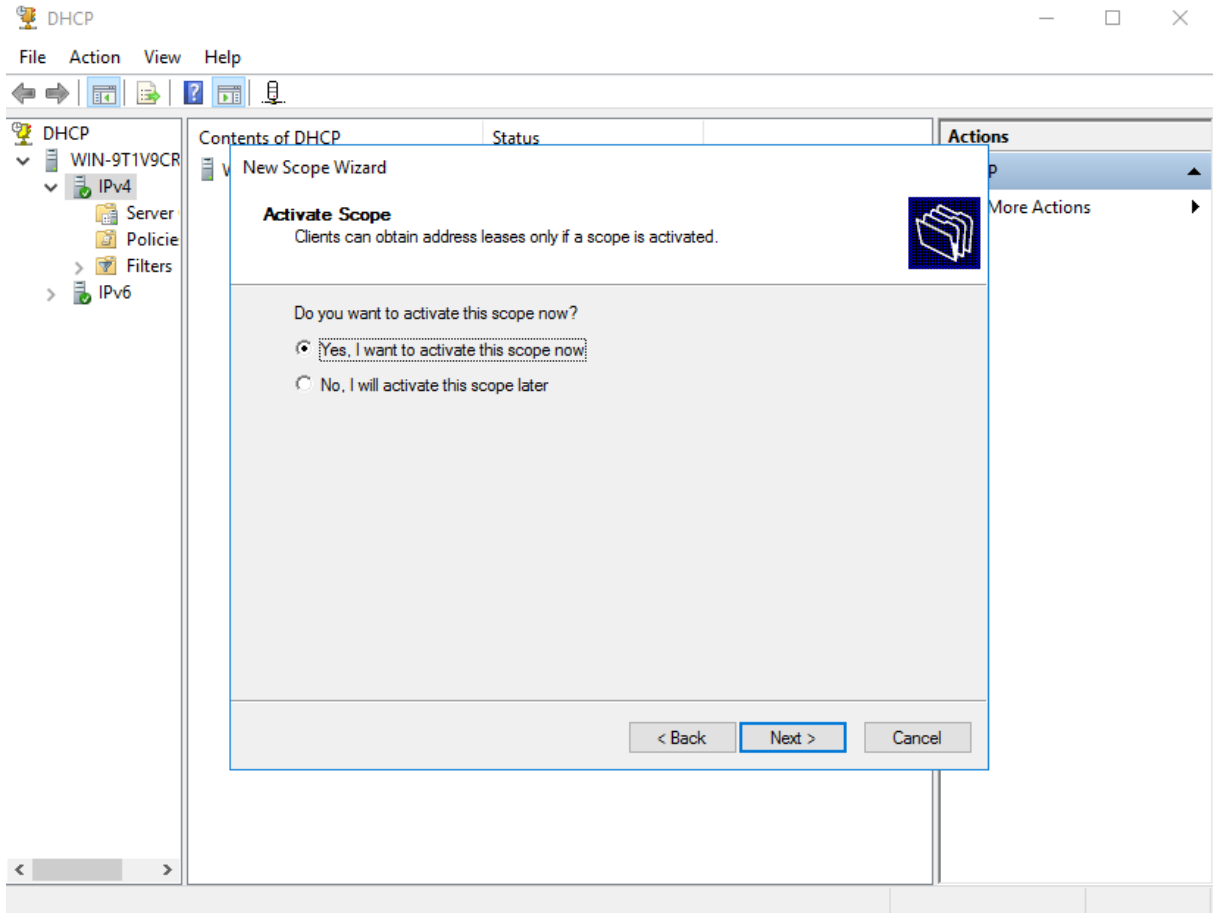 DHCP
File Action View Help
DHCP
WIN-9T1V9CR
IPv4
Server
Policie
Filters
IPv6
Contents of DHCP Status
New Scope Wizard
Activate Scope
Clients can obtain address leases only if a scope is activated.
Do you want to activate this scope now?
Yes, I want to activate this scope now
No, I will activate this scope later
< Back Next > Cancel
Actions
P
More Actions